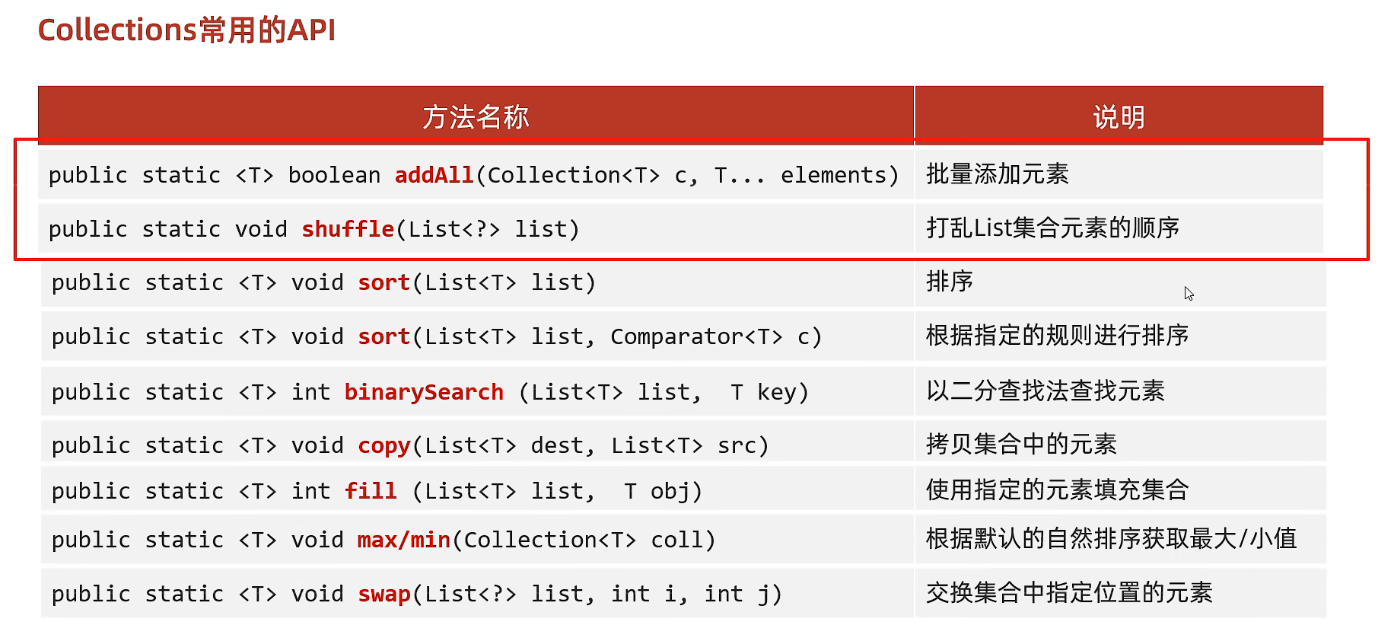 Collections常用的API
方法名称 说明
public static <T> boolean addAll(Collection<T> c, T... elements) 批量添加元素
public static void shuffle(List<?> list) 打乱List集合元素的顺序
public static <T> void sort(List<T> list) 排序
public static <T> void sort(List<T> list, Comparator<T> c) 根据指定的规则进行排序
public static <T> int binarySearch (List<T> list,  T key) 以二分查找法查找元素
public static <T> void copy(List<T> dest, List<T> src) 拷贝集合中的元素
public static <T> int fill (List<T> list,  T obj) 使用指定的元素填充集合
public static <T> void max/min(Collection<T> coll) 根据默认的自然排序获取最大/小值
public static <T> void swap(List<?> list, int i, int j) 交换集合中指定位置的元素